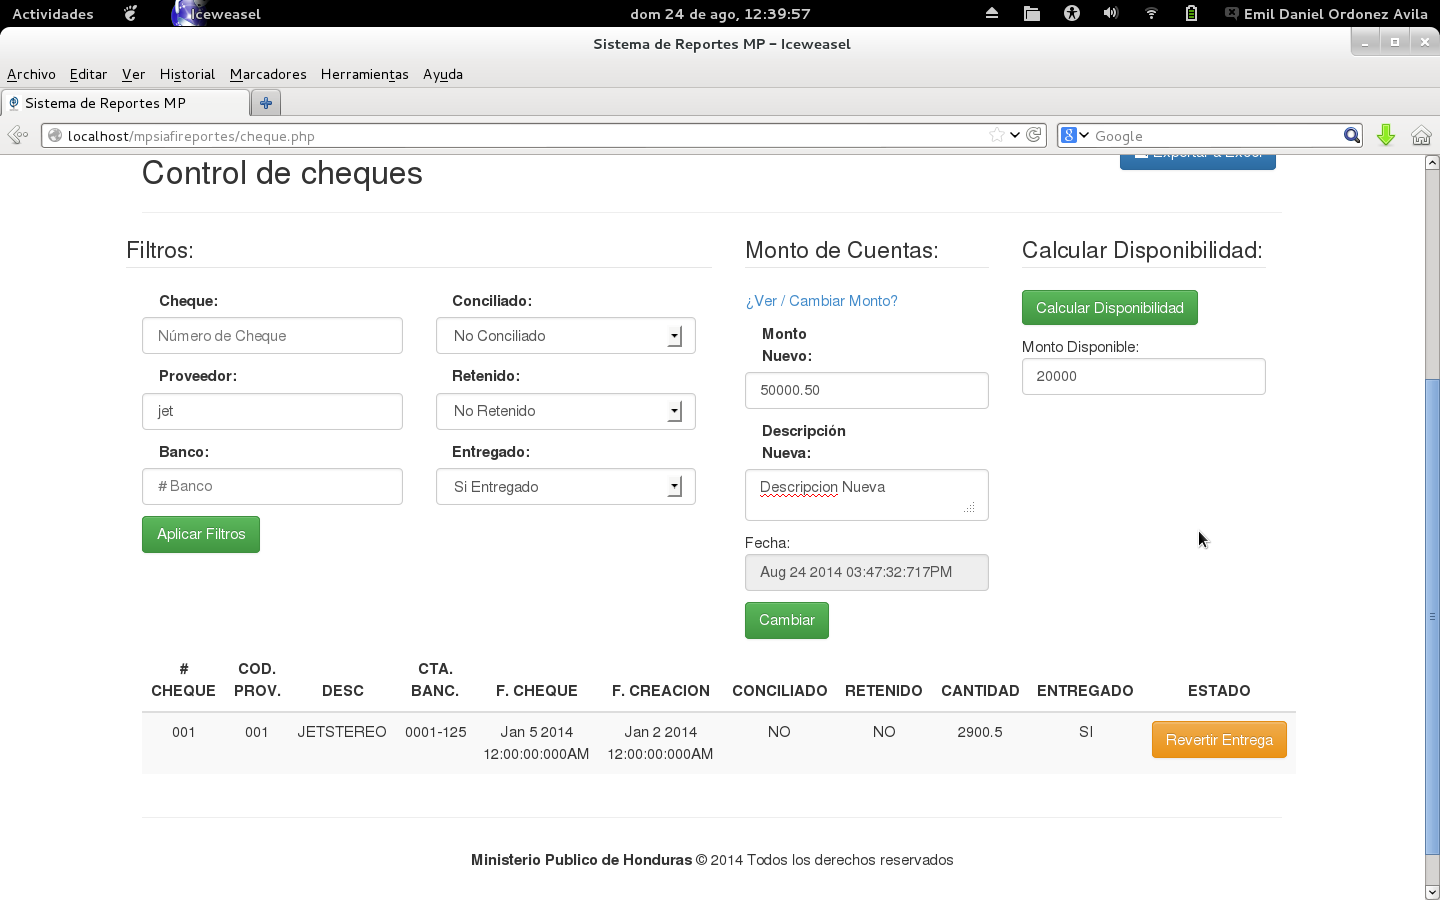 Actividades Iceweasel dom 24 de ago, 12:39:57 Emil Daniel Ordonez Avila
Sistema de Reportes MP – Iceweasel
Archivo Editar Ver Historial Marcadores Herramientas Ayuda
Sistema de Reportes MP
localhost/mpsiafireportes/cheque.php Google
Exportar a Excel
Control de cheques
Filtros:
Cheque:
Número de Cheque
Conciliado:
No Conciliado
Proveedor:
jet
Retenido:
No Retenido
Banco:
# Banco
Entregado:
Si Entregado
Aplicar Filtros
Monto de Cuentas:
¿Ver / Cambiar Monto?
Monto
Nuevo:
50000.50
Descripción
Nueva:
Descripcion Nueva
Fecha:
Aug 24 2014 03:47:32:717PM
Cambiar
Calcular Disponibilidad:
Calcular Disponibilidad
Monto Disponible:
20000
# COD. CTA.
CHEQUE PROV. DESC BANC. F. CHEQUE F. CREACION CONCILIADO RETENIDO CANTIDAD ENTREGADO ESTADO
001 001 JETSTEREO 0001-125 Jan 5 2014 Jan 2 2014 NO NO 2900.5 SI Revertir Entrega
12:00:00:000AM 12:00:00:000AM
Ministerio Publico de Honduras © 2014 Todos los derechos reservados